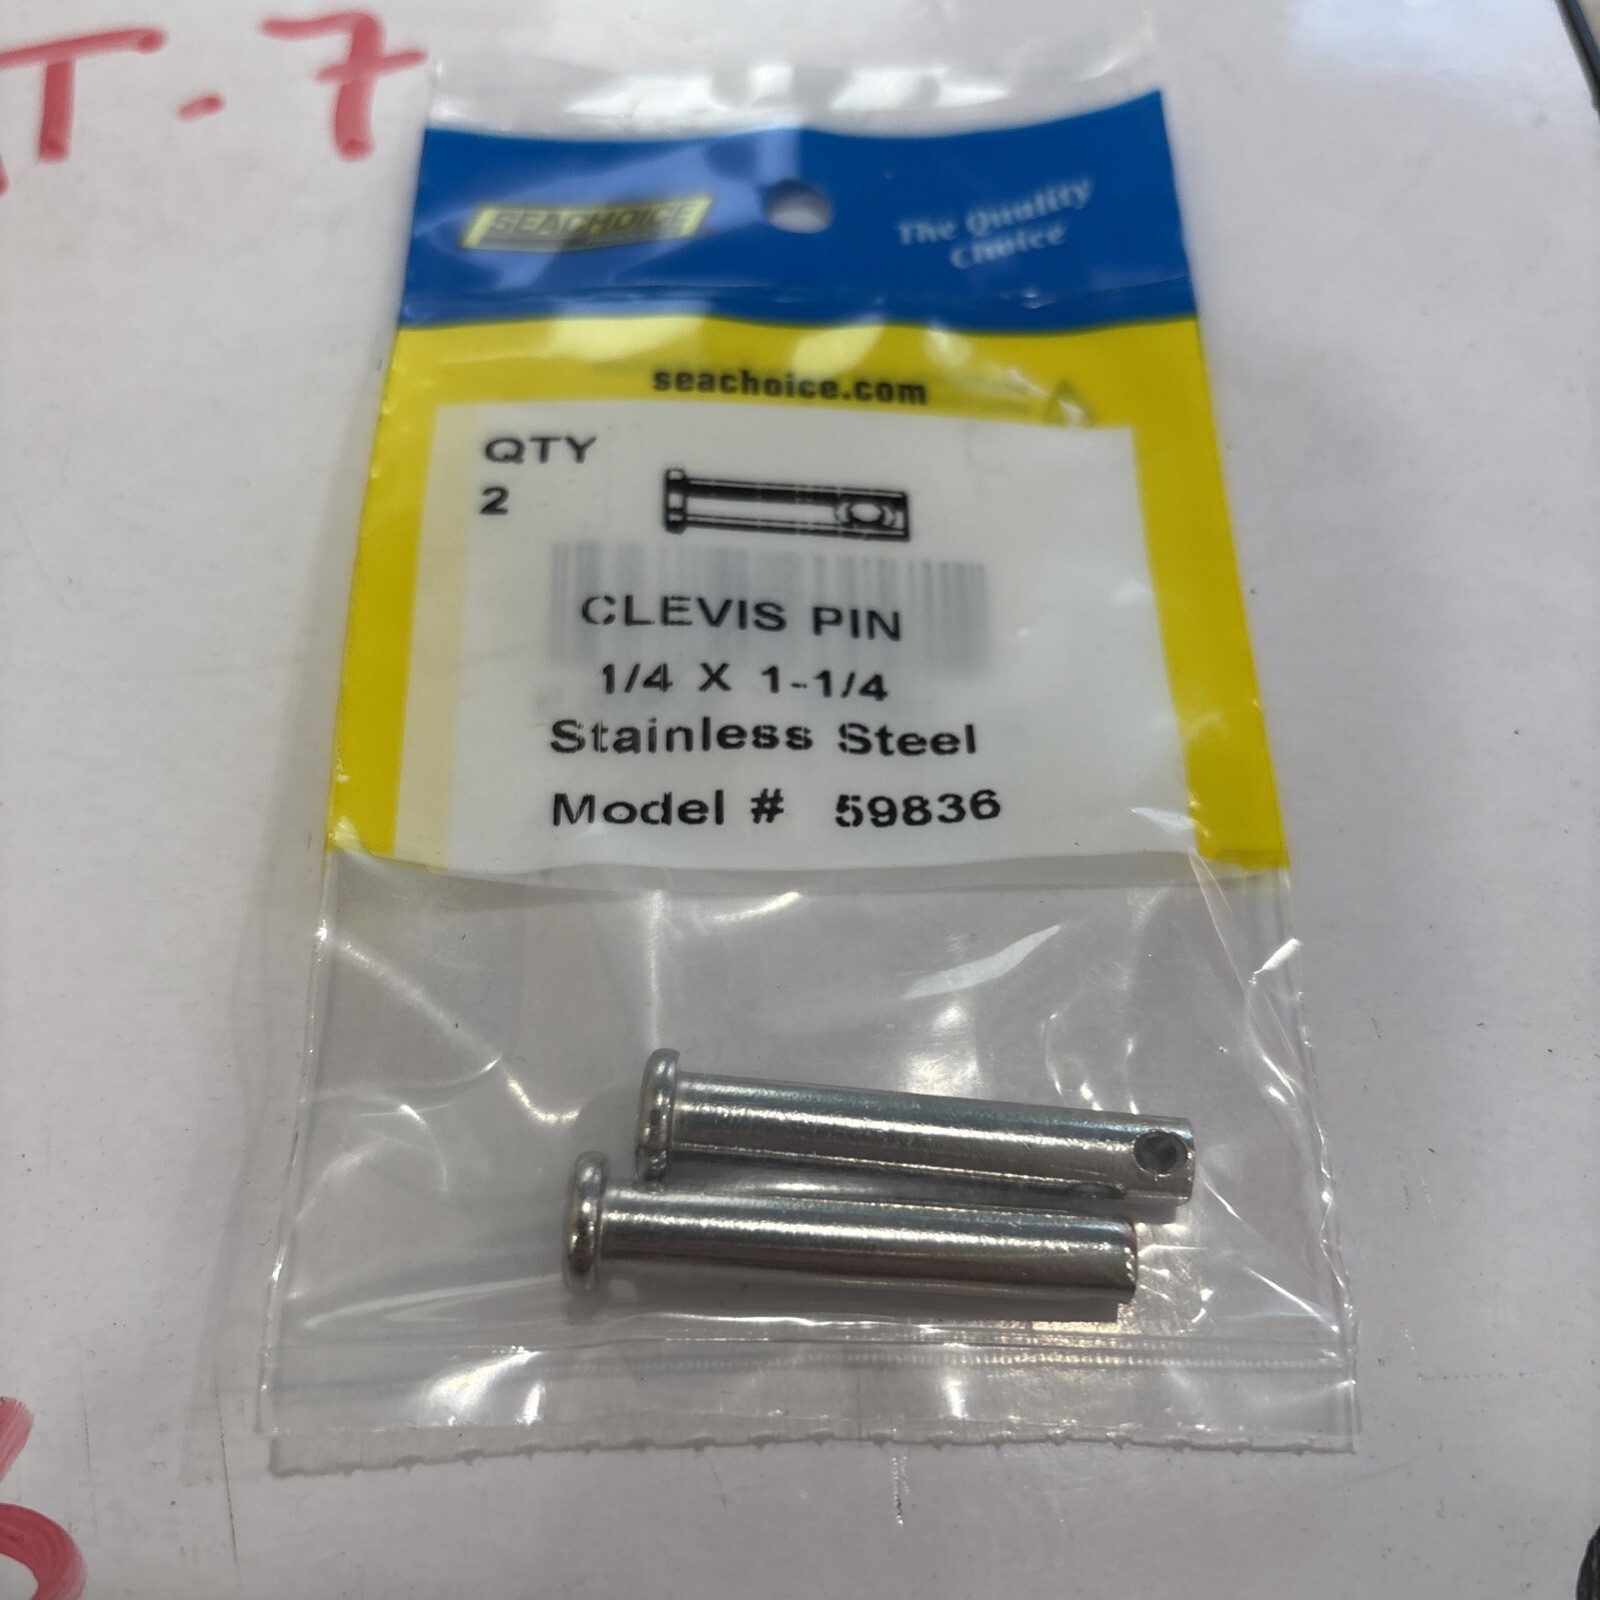 T.7
SEACHOICE
The Quality
Choice
seachoice.com
QTY
2
CLEVIS PIN
1/4 X 1-1/4
Stainless Steel
Model # 59836